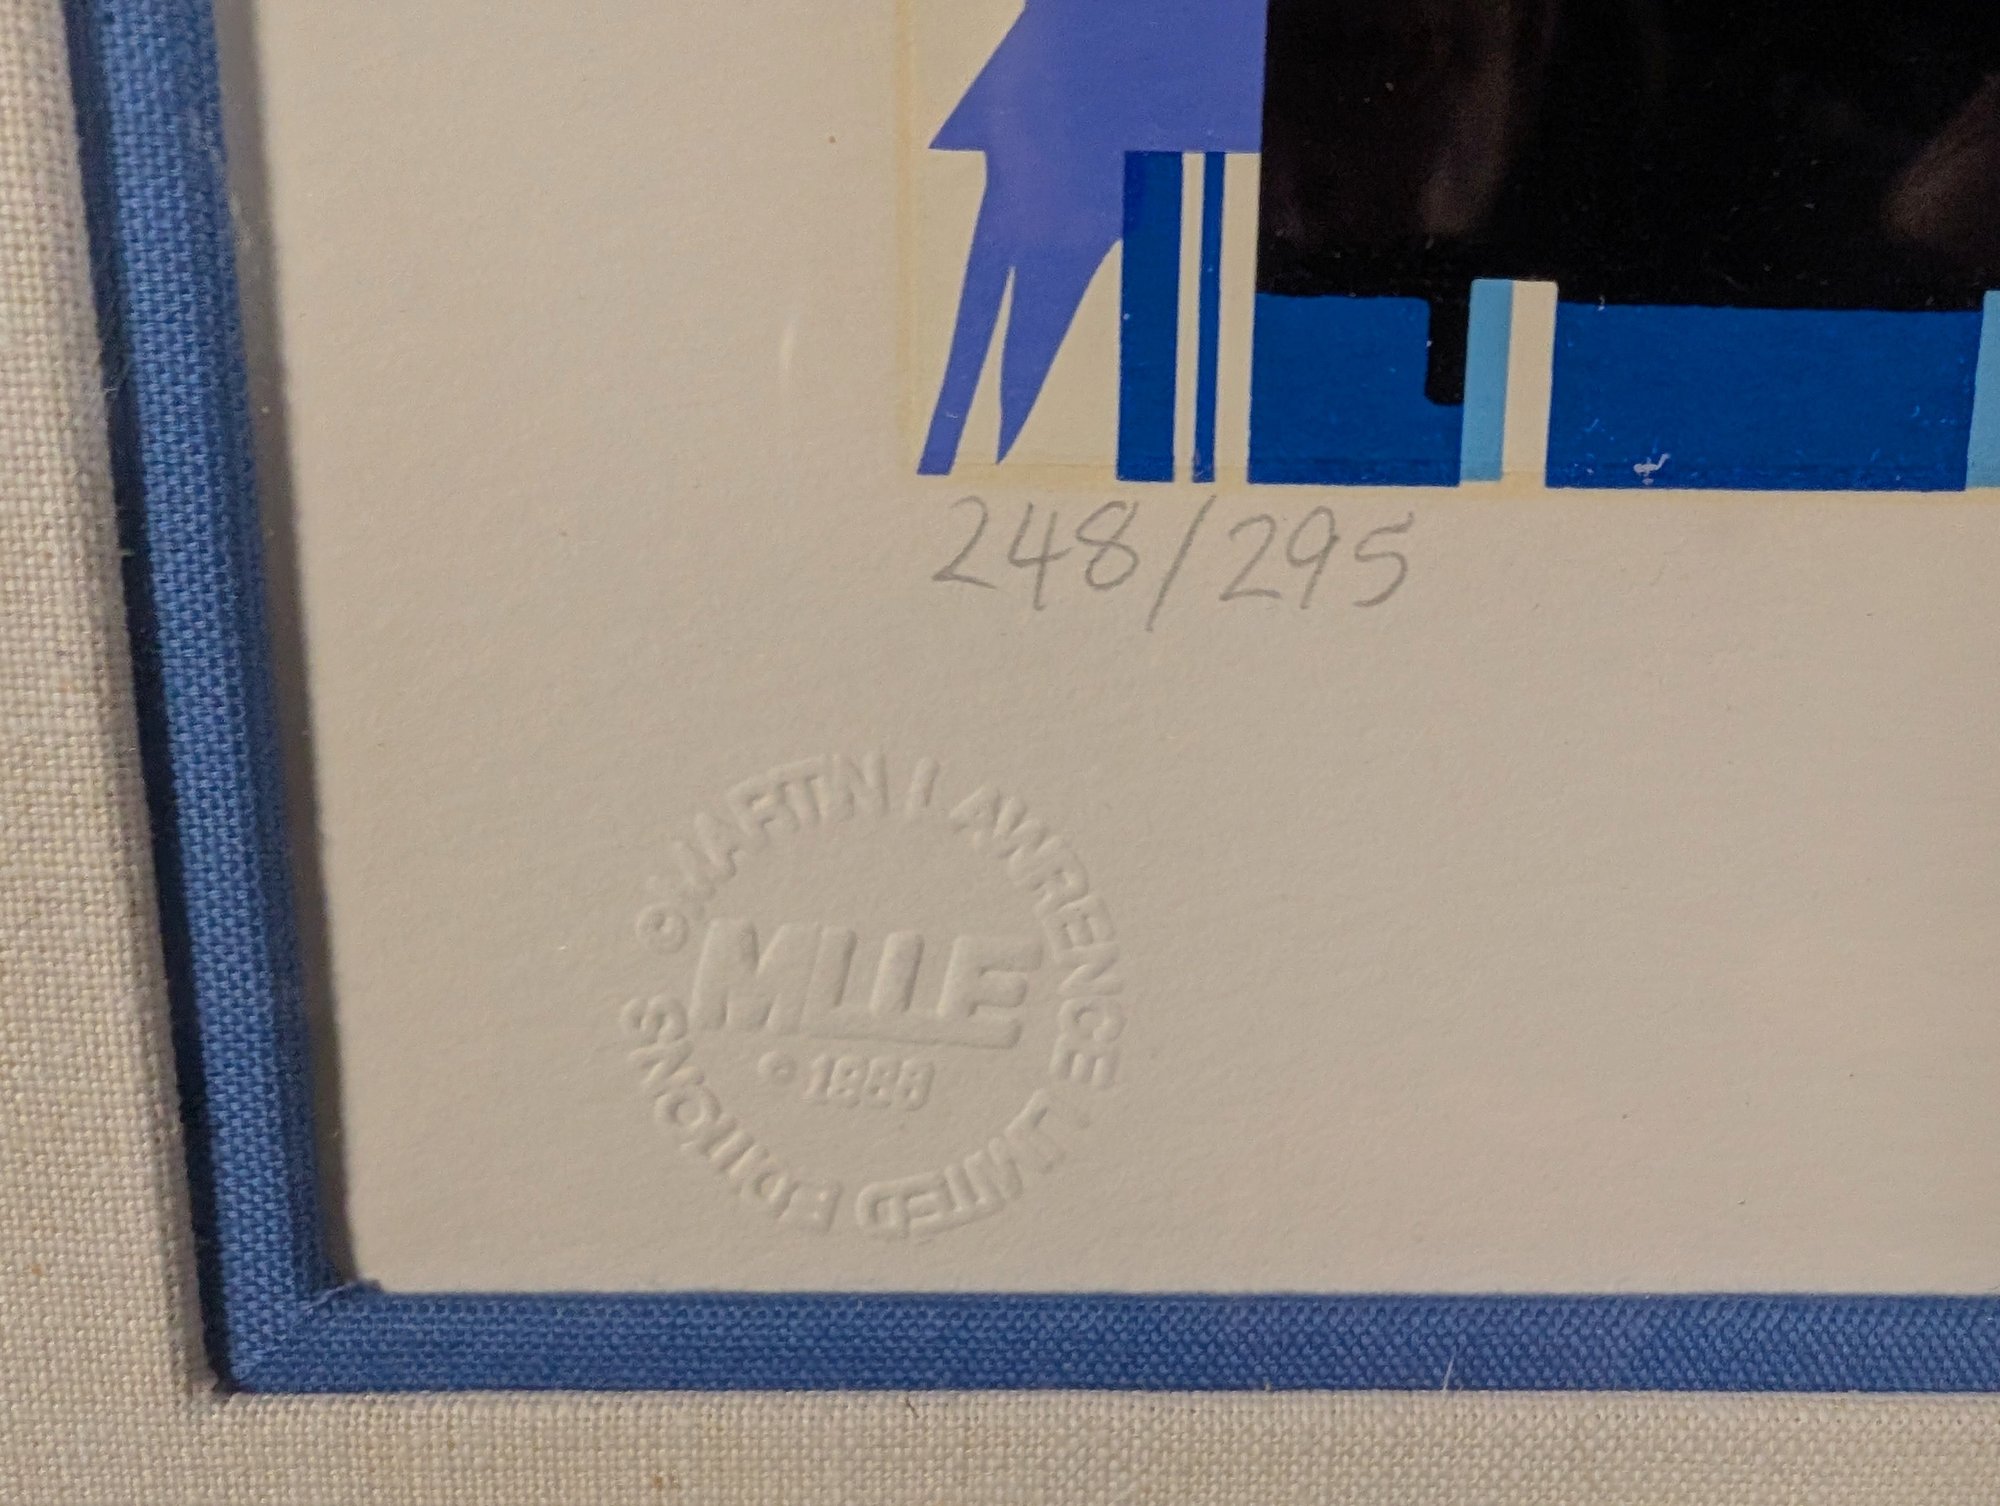 248/295
© MARTIN LAWRENCE LIMITED EDITIONS
MLLE
© 1988